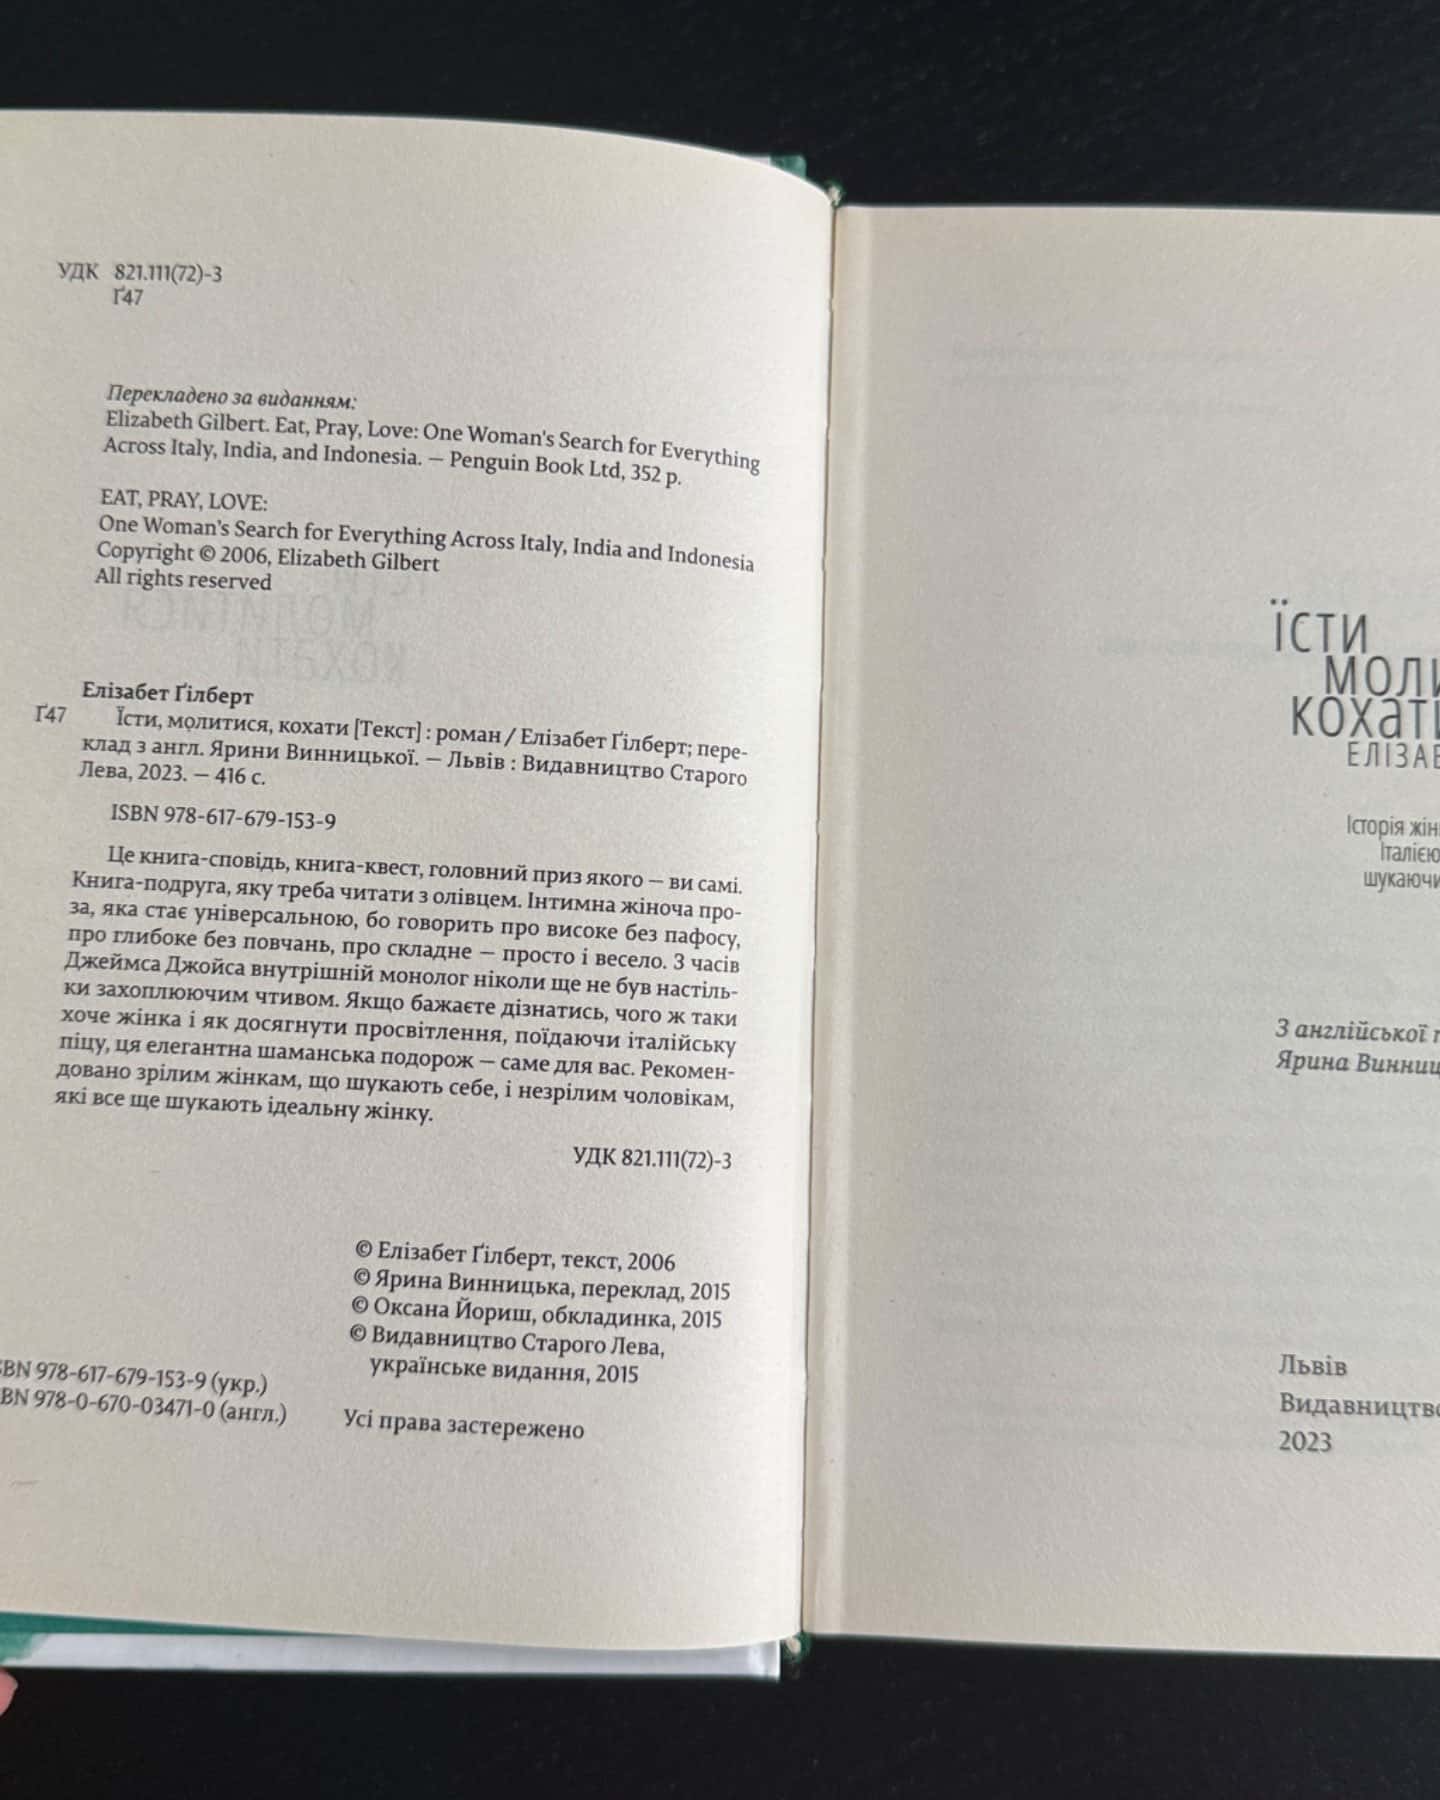 УДК 821.111(72)-3
Ґ47
Перекладено за виданням:
Elizabeth Gilbert. Eat, Pray, Love: One Woman's Search for Everything
Across Italy, India, and Indonesia. — Penguin Book Ltd, 352 p.
EAT, PRAY, LOVE:
One Woman's Search for Everything Across Italy, India and Indonesia
Copyright © 2006, Elizabeth Gilbert
All rights reserved
Елізабет Ґілберт
Ґ47 Їсти, молитися, кохати [Текст] : роман / Елізабет Ґілберт; пере-
клад з англ. Ярини Винницької. — Львів : Видавництво Старого
Лева, 2023. — 416 с.
ISBN 978-617-679-153-9
Це книга-сповідь, книга-квест, головний приз якого — ви самі.
Книга-подруга, яку треба читати з олівцем. Інтимна жіноча про-
за, яка стає універсальною, бо говорить про високе без пафосу,
про глибоке без повчань, про складне — просто і весело. З часів
Джеймса Джойса внутрішній монолог ніколи ще не був настіль-
ки захоплюючим чтивом. Якщо бажаєте дізнатись, чого ж таки
хоче жінка і як досягнути просвітлення, поїдаючи італійську
піцу, ця елегантна шаманська подорож — саме для вас. Рекомен-
довано зрілим жінкам, що шукають себе, і незрілим чоловікам,
які все ще шукають ідеальну жінку.
УДК 821.111(72)-3
© Елізабет Ґілберт, текст, 2006
© Ярина Винницька, переклад, 2015
© Оксана Йориш, обкладинка, 2015
© Видавництво Старого Лева,
українське видання, 2015
SBN 978-617-679-153-9 (укр.)
BN 978-0-670-03471-0 (англ.)
Усі права застережено
їсти
моли
кохати
ЕЛІЗАБ
Історія жін
Італією
шукаючи
З англійської п
Ярина Винниц
Львів
Видавництво
2023